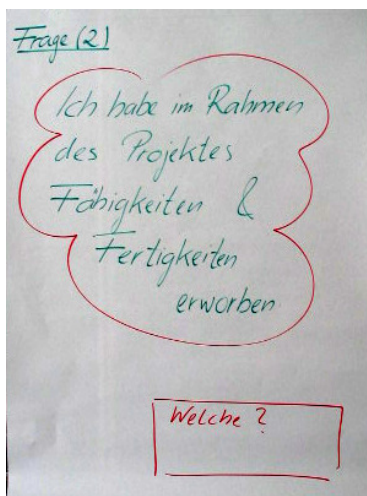 Frage (2)
Ich habe im Rahmen
des Projektes
Fähigkeiten &
Fertigkeiten
erworben
Welche ?